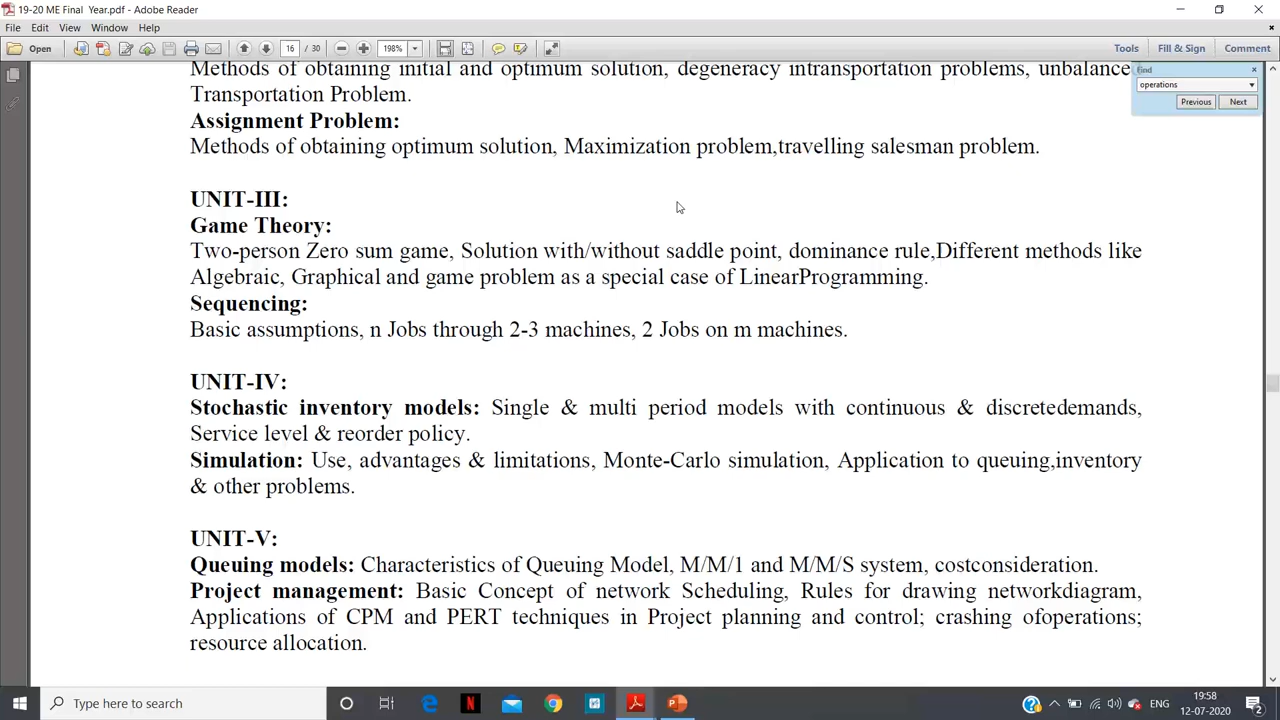 19-20 ME Final Year.pdf - Adobe Reader
File Edit View Window Help
Open 16 / 30 198% Tools Fill & Sign Comment
Methods of obtaining initial and optimum solution, degeneracy intransportation problems, unbalance
Find
operations
Previous Next
Transportation Problem.
Assignment Problem:
Methods of obtaining optimum solution, Maximization problem,travelling salesman problem.
UNIT-III:
Game Theory:
Two-person Zero sum game, Solution with/without saddle point, dominance rule,Different methods like
Algebraic, Graphical and game problem as a special case of LinearProgramming.
Sequencing:
Basic assumptions, n Jobs through 2-3 machines, 2 Jobs on m machines.
UNIT-IV:
Stochastic inventory models: Single & multi period models with continuous & discretedemands,
Service level & reorder policy.
Simulation: Use, advantages & limitations, Monte-Carlo simulation, Application to queuing,inventory
& other problems.
UNIT-V:
Queuing models: Characteristics of Queuing Model, M/M/1 and M/M/S system, costconsideration.
Project management: Basic Concept of network Scheduling, Rules for drawing networkdiagram,
Applications of CPM and PERT techniques in Project planning and control; crashing ofoperations;
resource allocation.
Type here to search
ENG
19:58
12-07-2020
2